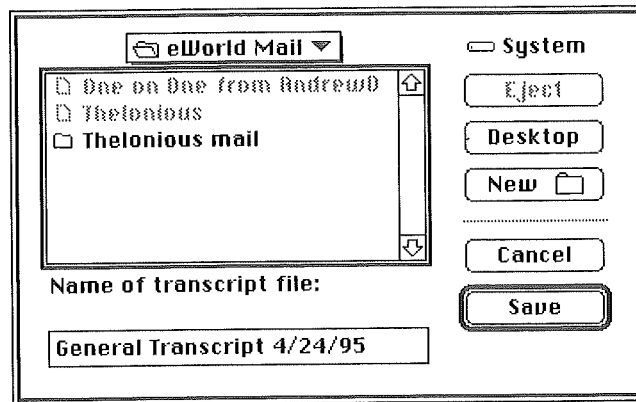 eWorld Mail
System
One on One from AndrewD
Thelonious
Thelonious mail
Eject
Desktop
New
Cancel
Save
Name of transcript file:
General Transcript 4/24/95